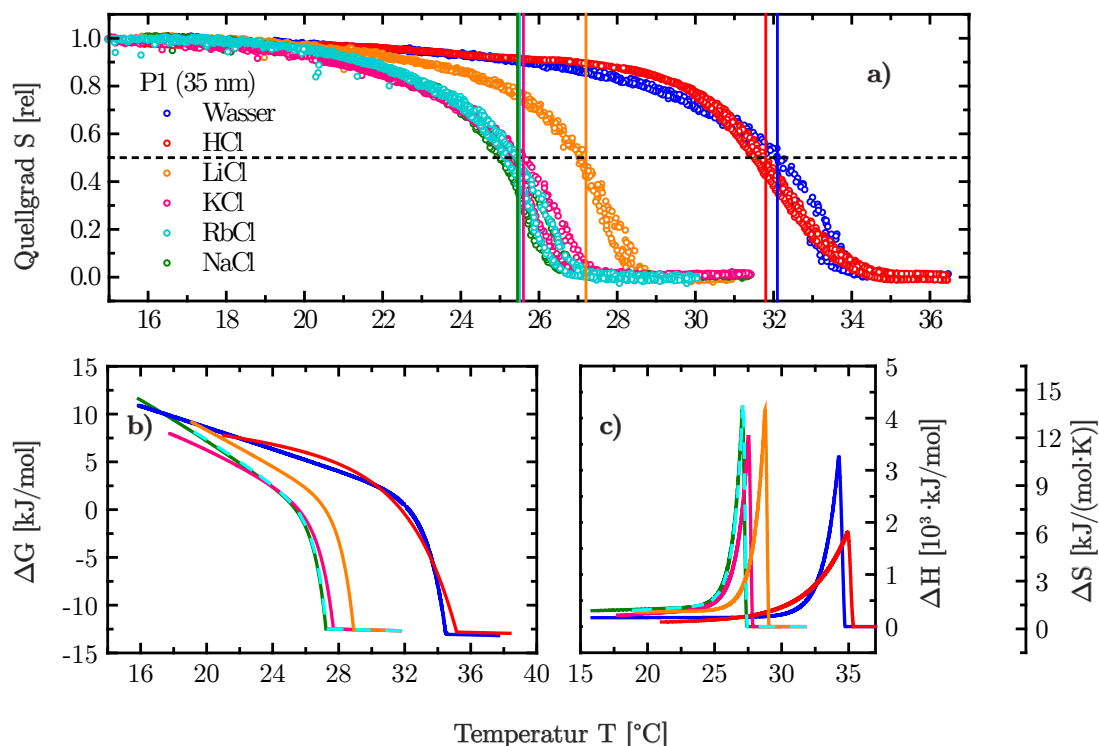 1.0
0.8
0.6
0.4
0.2
0.0
Quellgrad S [rel]
a)
P1 (35 nm)
Wasser
HCl
LiCl
KCl
RbCl
NaCl
16 18 20 22 24 26 28 30 32 34 36
15
10
5
0
-5
-10
-15
ΔG [kJ/mol]
b)
16 20 24 28 32 36 40
c)
15 20 25 30 35
5
4
3
2
1
0
ΔH [10³·kJ/mol]
15
12
9
6
3
0
ΔS [kJ/(mol·K)]
Temperatur T [°C]